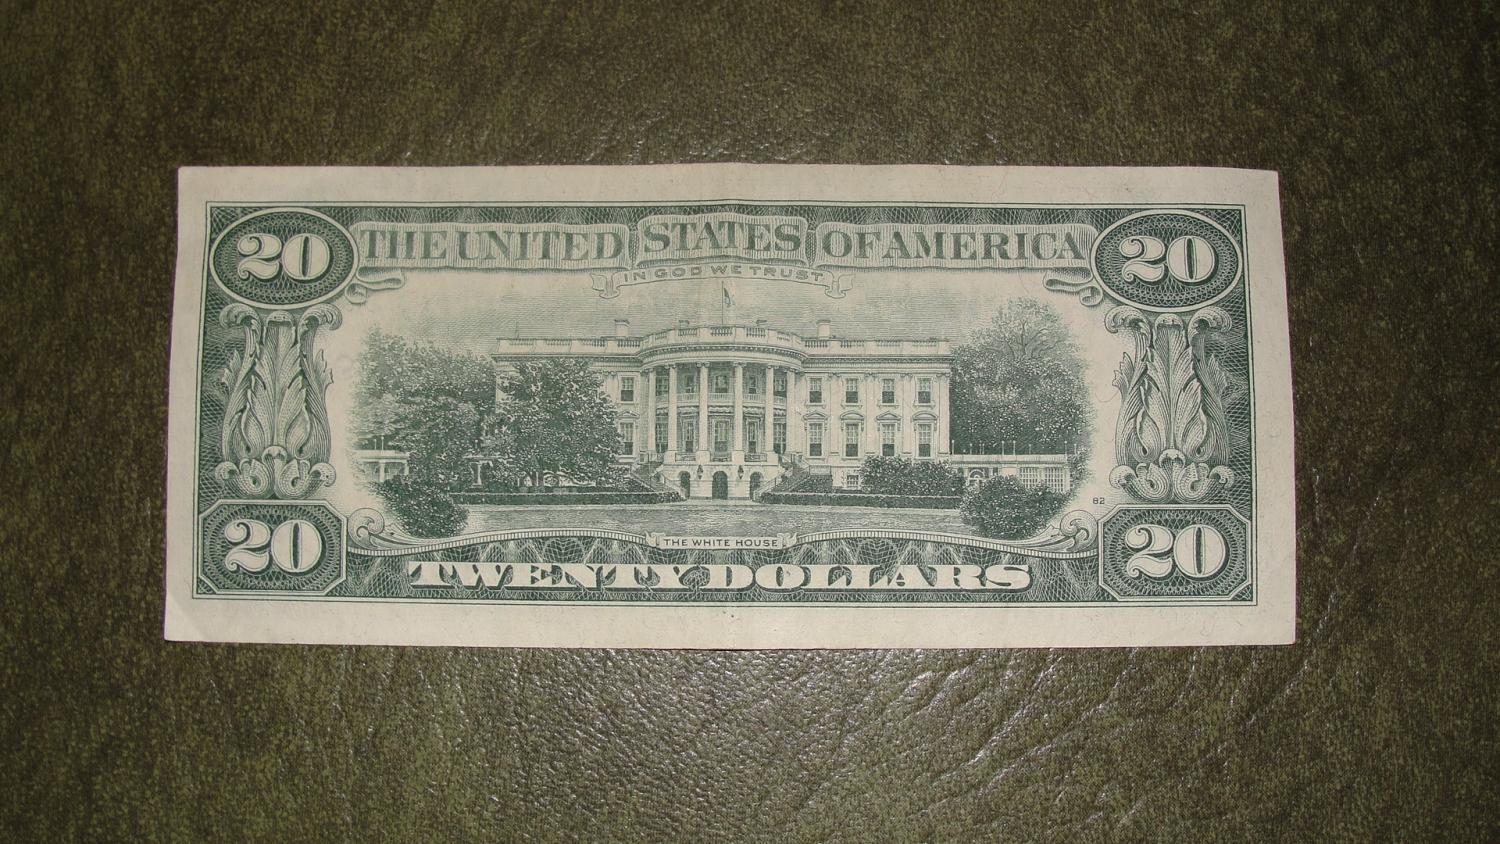 20 THE UNITED STATES OF AMERICA 20
IN GOD WE TRUST
82
THE WHITE HOUSE
20 TWENTY DOLLARS 20